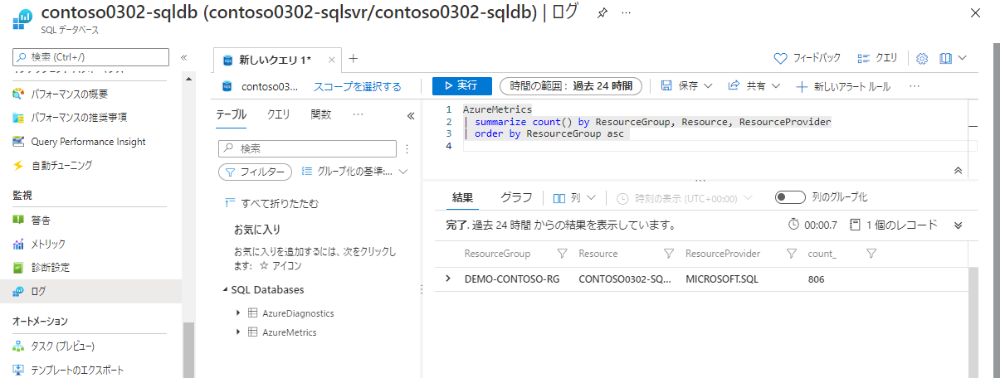 contoso0302-sqldb (contoso0302-sqlsvr/contoso0302-sqldb) | ログ
SQL データベース
検索 (Ctrl+/)
パフォーマンスの概要
パフォーマンスの推奨事項
Query Performance Insight
自動チューニング
監視
警告
メトリック
診断設定
ログ
オートメーション
タスク (プレビュー)
テンプレートのエクスポート
新しいクエリ 1*
フィードバック
クエリ
contoso03...
スコープを選択する
実行
時間の範囲 : 過去 24 時間
保存
共有
新しいアラート ルール
テーブル
クエリ
関数
検索
フィルター
グループ化の基準:...
すべて折りたたむ
お気に入り
お気に入りを追加するには、次をクリックし
ます: ☆ アイコン
SQL Databases
AzureDiagnostics
AzureMetrics
1 AzureMetrics
2 | summarize count() by ResourceGroup, Resource, ResourceProvider
3 | order by ResourceGroup asc
4
結果
グラフ
列
時刻の表示 (UTC+00:00)
列のグループ化
完了. 過去 24 時間 からの結果を表示しています。
00:00.7
1 個のレコード
ResourceGroup Resource ResourceProvider count_
DEMO-CONTOSO-RG CONTOSO0302-SQ... MICROSOFT.SQL 806